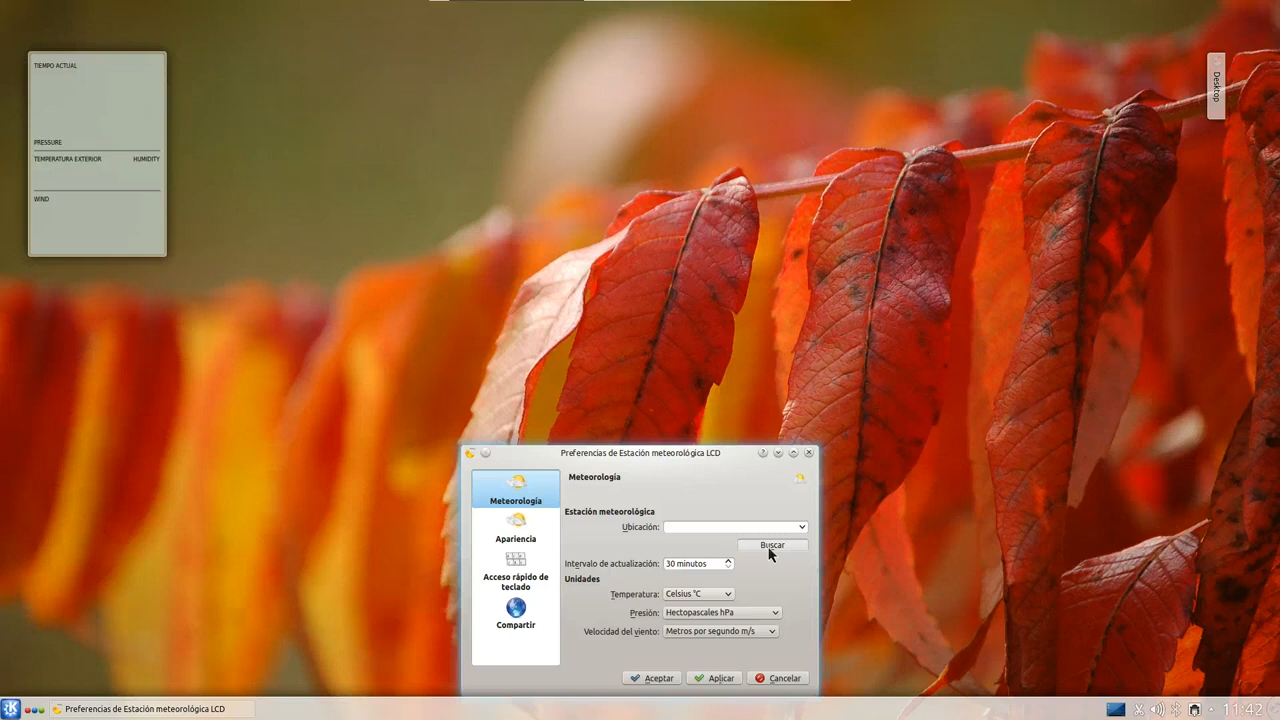 TIEMPO ACTUAL
PRESSURE
TEMPERATURA EXTERIOR HUMIDITY
WIND
Desktop
Preferencias de Estación meteorológica LCD
Meteorología
Apariencia
Acceso rápido de
teclado
Compartir
Meteorología
Estación meteorológica
Ubicación:
Buscar
Intervalo de actualización: 30 minutos
Unidades
Temperatura: Celsius °C
Presión: Hectopascales hPa
Velocidad del viento: Metros por segundo m/s
Aceptar Aplicar Cancelar
Preferencias de Estación meteorológica LCD
11:42